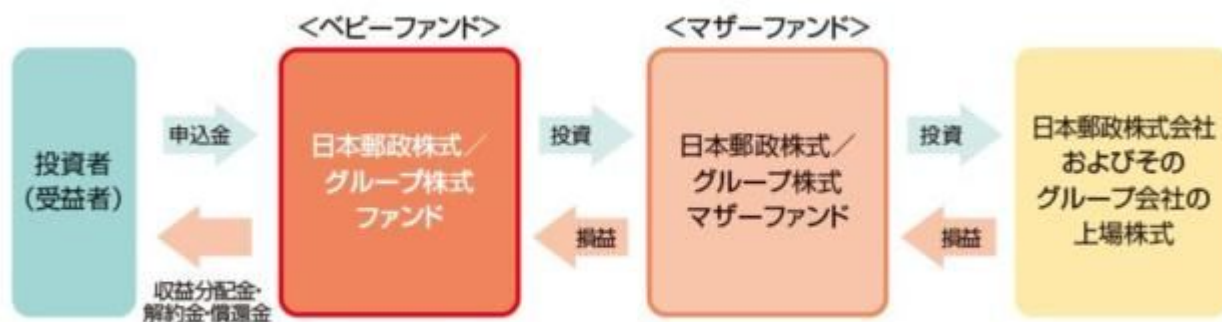 <ベビーファンド>
<マザーファンド>
投資者
(受益者)
申込金
収益分配金・
解約金・償還金
日本郵政株式／
グループ株式
ファンド
投資
損益
日本郵政株式／
グループ株式
マザーファンド
投資
損益
日本郵政株式会社
およびその
グループ会社の
上場株式